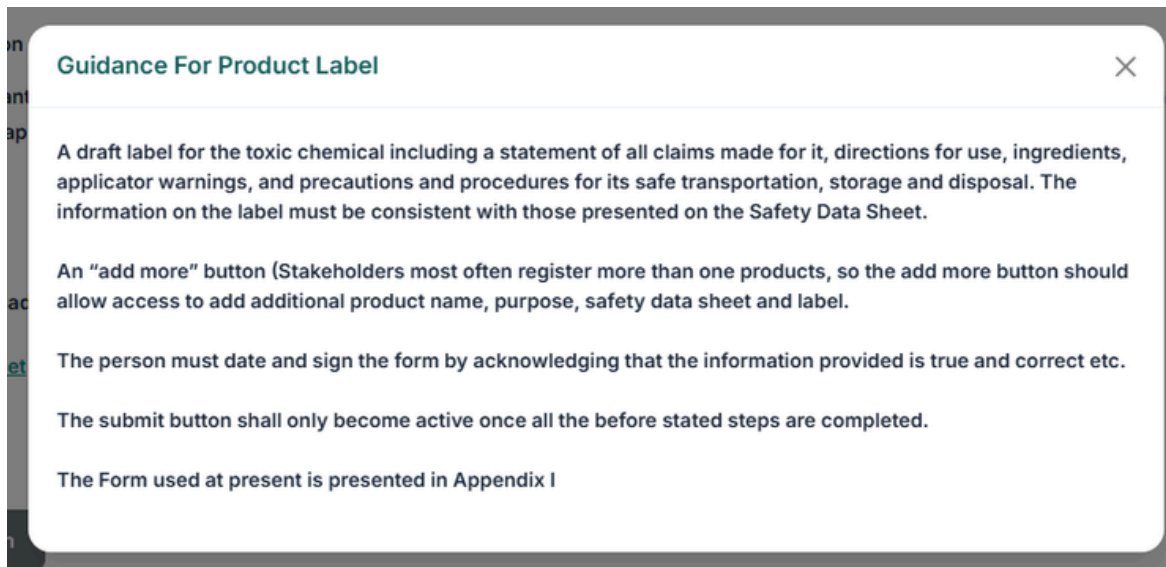 Guidance For Product Label
A draft label for the toxic chemical including a statement of all claims made for it, directions for use, ingredients,
applicator warnings, and precautions and procedures for its safe transportation, storage and disposal. The
information on the label must be consistent with those presented on the Safety Data Sheet.
An “add more” button (Stakeholders most often register more than one products, so the add more button should
allow access to add additional product name, purpose, safety data sheet and label.
The person must date and sign the form by acknowledging that the information provided is true and correct etc.
The submit button shall only become active once all the before stated steps are completed.
The Form used at present is presented in Appendix I